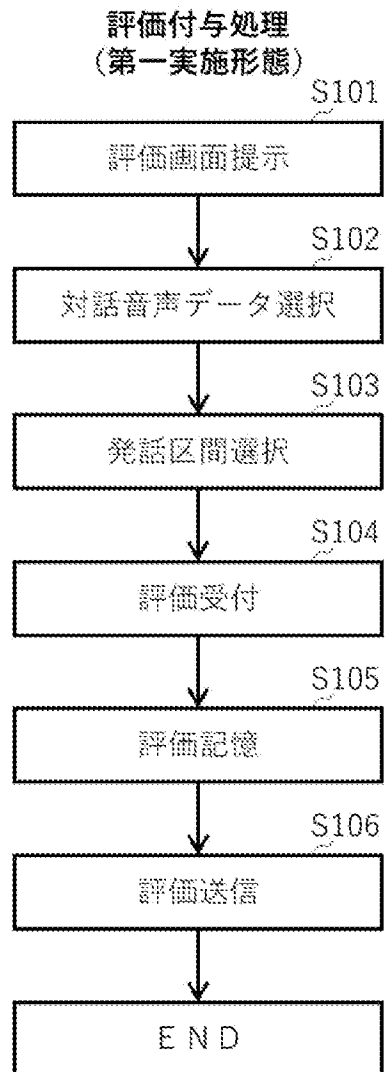 評価付与処理
(第一実施形態)
S101
評価画面提示
S102
対話音声データ選択
S103
発話区間選択
S104
評価受付
S105
評価記憶
S106
評価送信
END